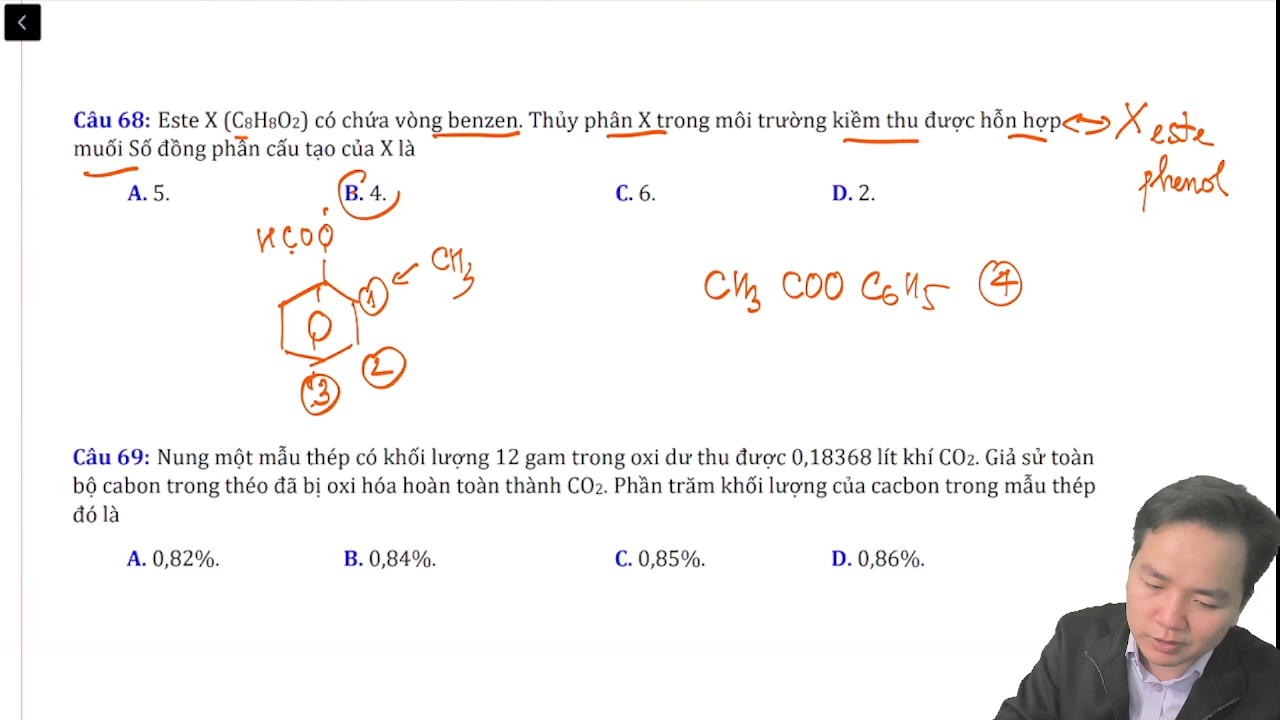 Câu 68: Este X (C8H8O2) có chứa vòng benzen. Thủy phân X trong môi trường kiềm thu được hỗn hợp
muối Số đồng phân cấu tạo của X là
X este
phenol
A. 5. B. 4. C. 6. D. 2.
HCOO
CH3
1
2
3
CH3 COO C6H5 4
Câu 69: Nung một mẫu thép có khối lượng 12 gam trong oxi dư thu được 0,18368 lít khí CO2. Giả sử toàn
bộ cabon trong théo đã bị oxi hóa hoàn toàn thành CO2. Phần trăm khối lượng của cacbon trong mẫu thép
đó là
A. 0,82%. B. 0,84%. C. 0,85%. D. 0,86%.